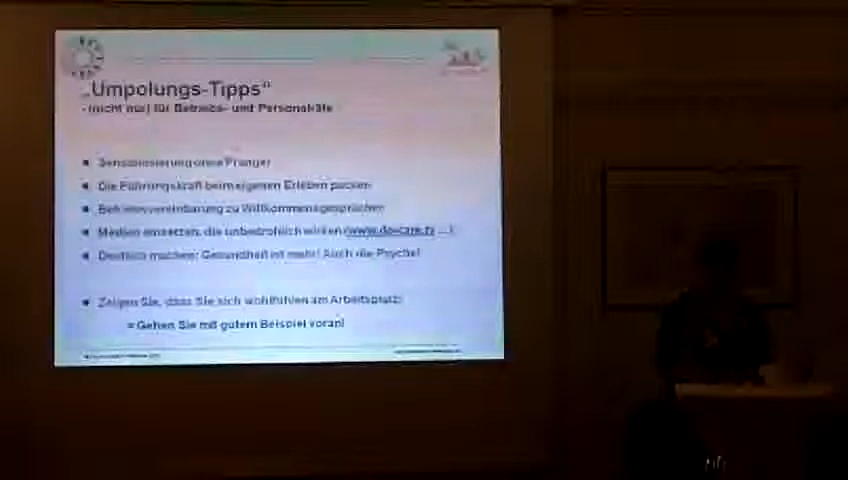 „Umpolungs-Tipps“
- (nicht nur) für Betriebs- und Personalräte
Sensibilisierung ohne Pranger
Die Führungskraft beim eigenen Erleben packen
Betriebsvereinbarung zu Willkommensgesprächen
Medien einsetzen, die unbedrohlich wirken (www.do-care.tv ...)
Deutlich machen: Gesundheit ist mehr! Auch die Psyche!
Zeigen Sie, dass Sie sich wohlfühlen am Arbeitsplatz:
= Gehen Sie mit gutem Beispiel voran!